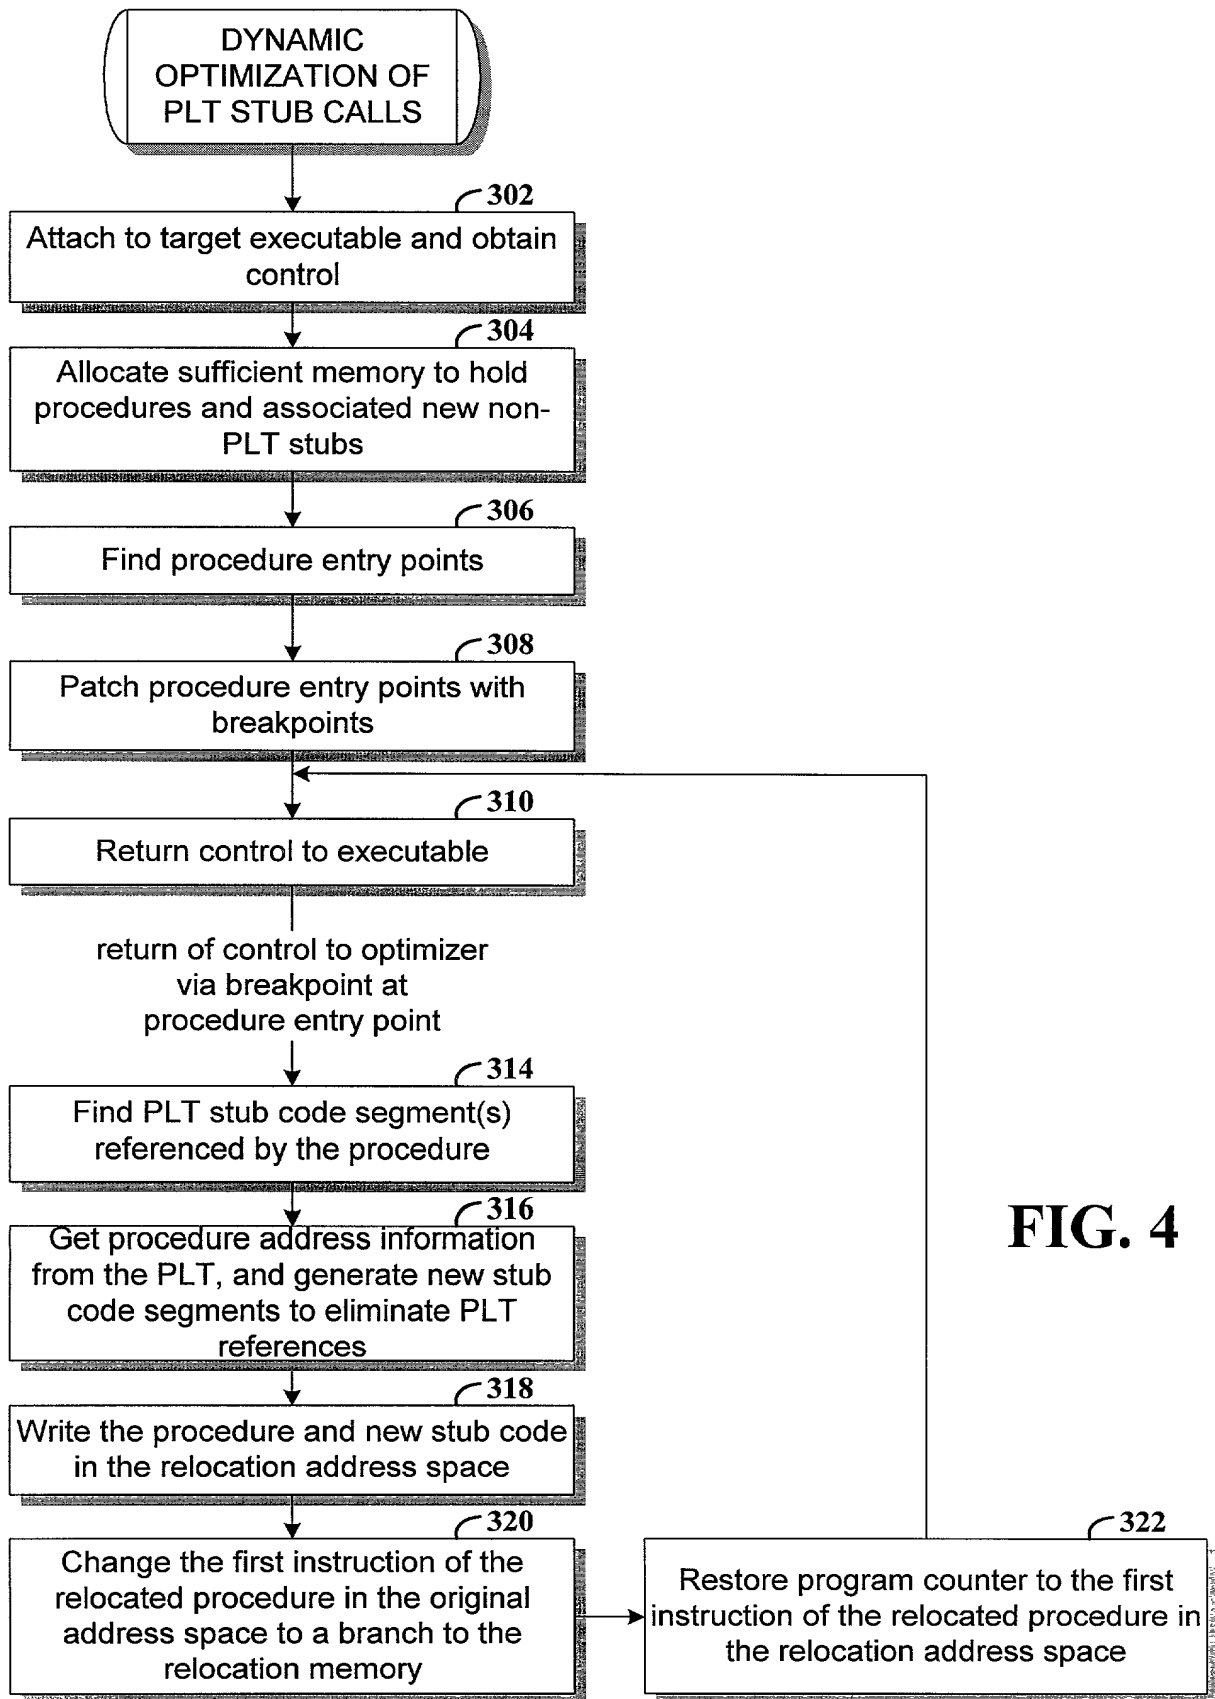 DYNAMIC
OPTIMIZATION OF
PLT STUB CALLS
302
Attach to target executable and obtain
control
304
Allocate sufficient memory to hold
procedures and associated new non-
PLT stubs
306
Find procedure entry points
308
Patch procedure entry points with
breakpoints
310
Return control to executable
return of control to optimizer
via breakpoint at
procedure entry point
314
Find PLT stub code segment(s)
referenced by the procedure
316
Get procedure address information
from the PLT, and generate new stub
code segments to eliminate PLT
references
318
Write the procedure and new stub code
in the relocation address space
320
Change the first instruction of the
relocated procedure in the original
address space to a branch to the
relocation memory
322
Restore program counter to the first
instruction of the relocated procedure in
the relocation address space
FIG. 4